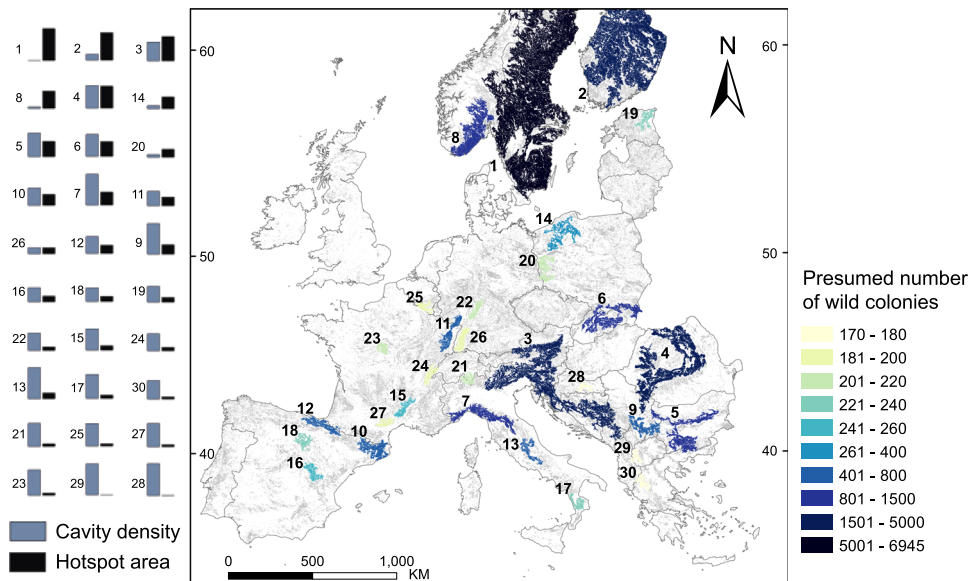 1 2 3
8 4 14
5 6 20
10 7 11
26 12 9
16 18 19
22 15 24
13 17 30
21 25 27
23 29 28
Cavity density
Hotspot area
60
50
40
N
60
50
40
1
2
8
19
14
20
6
25
22
11
26
3
23
24
21
4
28
15
27
7
9
5
12
10
13
18
16
29
30
17
0 500 1,000
KM
Presumed number
of wild colonies
170 - 180
181 - 200
201 - 220
221 - 240
241 - 260
261 - 400
401 - 800
801 - 1500
1501 - 5000
5001 - 6945